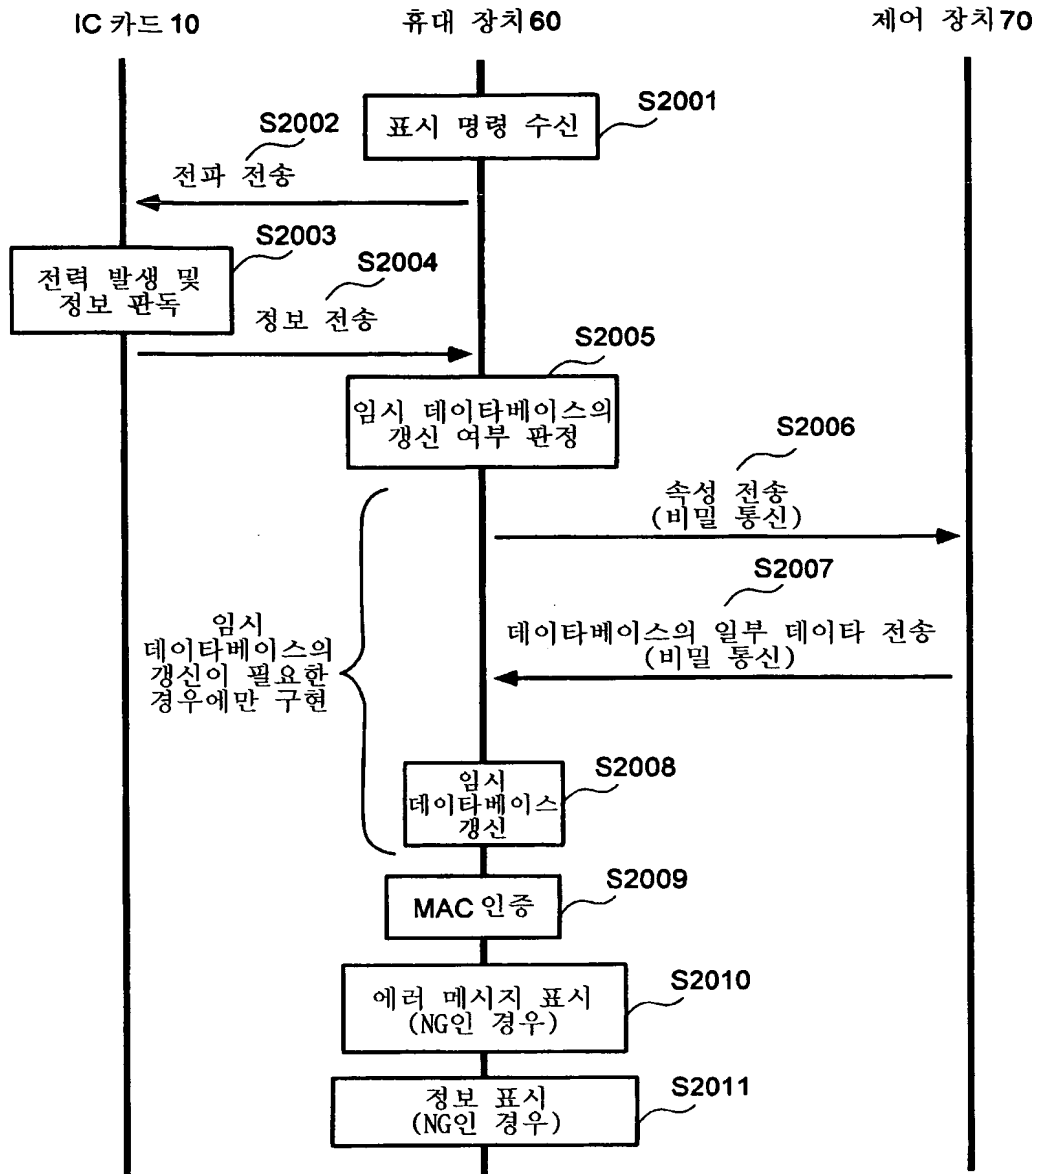 IC 카드 10
휴대 장치 60
제어 장치 70
S2001
표시 명령 수신
S2002
전파 전송
S2003
전력 발생 및
정보 판독
S2004
정보 전송
S2005
임시 데이타베이스의
갱신 여부 판정
S2006
속성 전송
(비밀 통신)
S2007
데이타베이스의 일부 데이타 전송
(비밀 통신)
임시
데이타베이스의
갱신이 필요한
경우에만 구현
S2008
임시
데이타베이스
갱신
S2009
MAC 인증
S2010
에러 메시지 표시
(NG인 경우)
S2011
정보 표시
(NG인 경우)